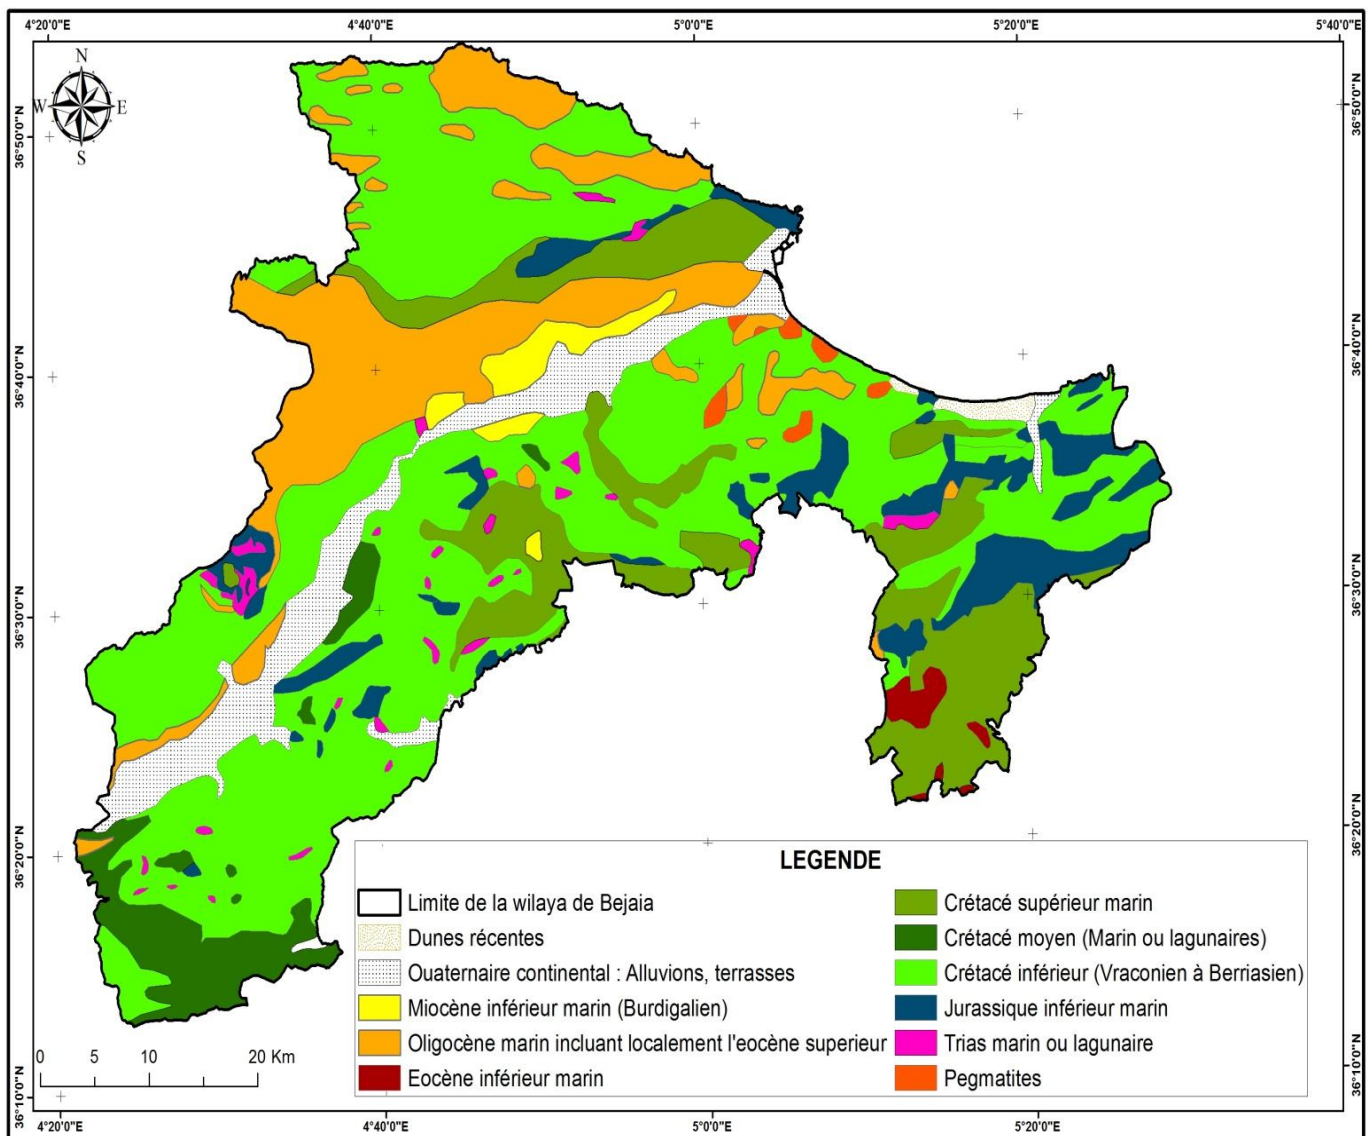 4°20'0"E 4°40'0"E 5°0'0"E 5°20'0"E 5°40'0"E
N
W E
S
36°50'0"N
36°40'0"N
36°30'0"N
36°20'0"N
36°10'0"N
36°50'0"N
36°40'0"N
36°30'0"N
36°20'0"N
36°10'0"N
LEGENDE
Limite de la wilaya de Bejaia
Dunes récentes
Quaternaire continental : Alluvions, terrasses
Miocène inférieur marin (Burdigalien)
Oligocène marin incluant localement l'eocène superieur
Eocène inférieur marin
Crétacé supérieur marin
Crétacé moyen (Marin ou lagunaires)
Crétacé inférieur (Vraconien à Berriasien)
Jurassique inférieur marin
Trias marin ou lagunaire
Pegmatites
0 5 10 20 Km
4°20'0"E 4°40'0"E 5°0'0"E 5°20'0"E